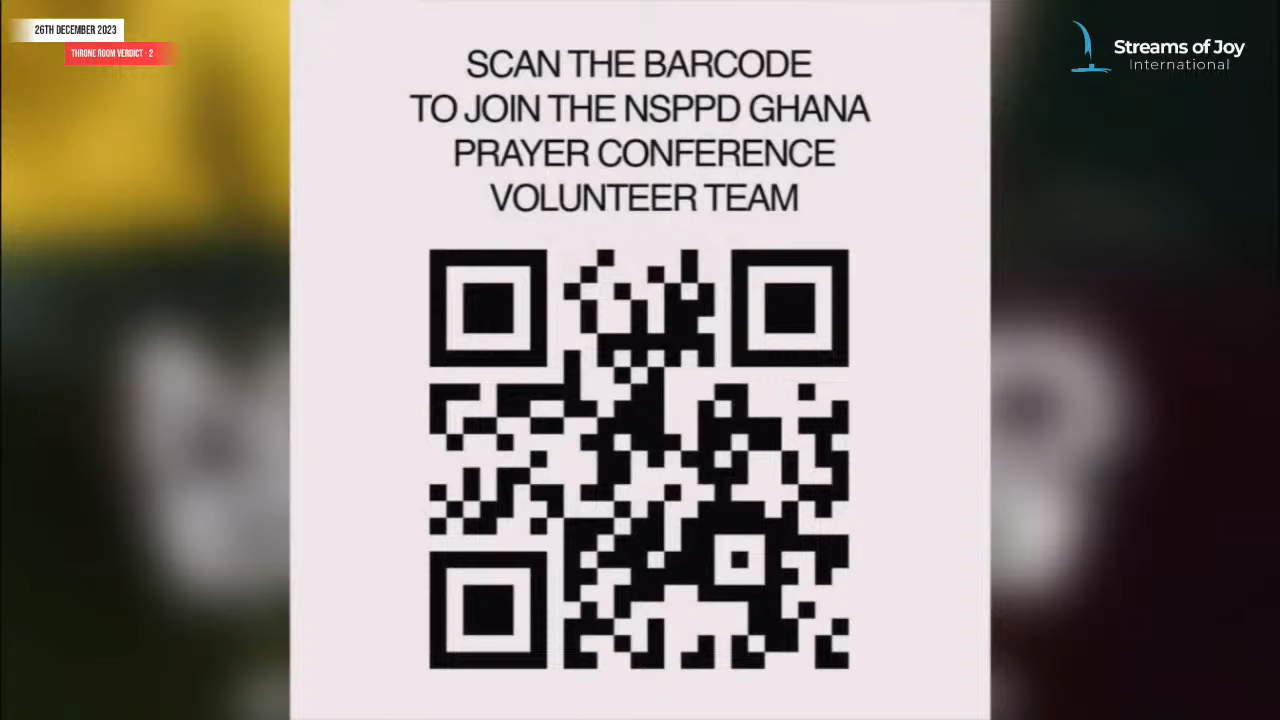 26TH DECEMBER 2023
THRONE ROOM VERDICT - 2
Streams of Joy
International
SCAN THE BARCODE
TO JOIN THE NSPPD GHANA
PRAYER CONFERENCE
VOLUNTEER TEAM